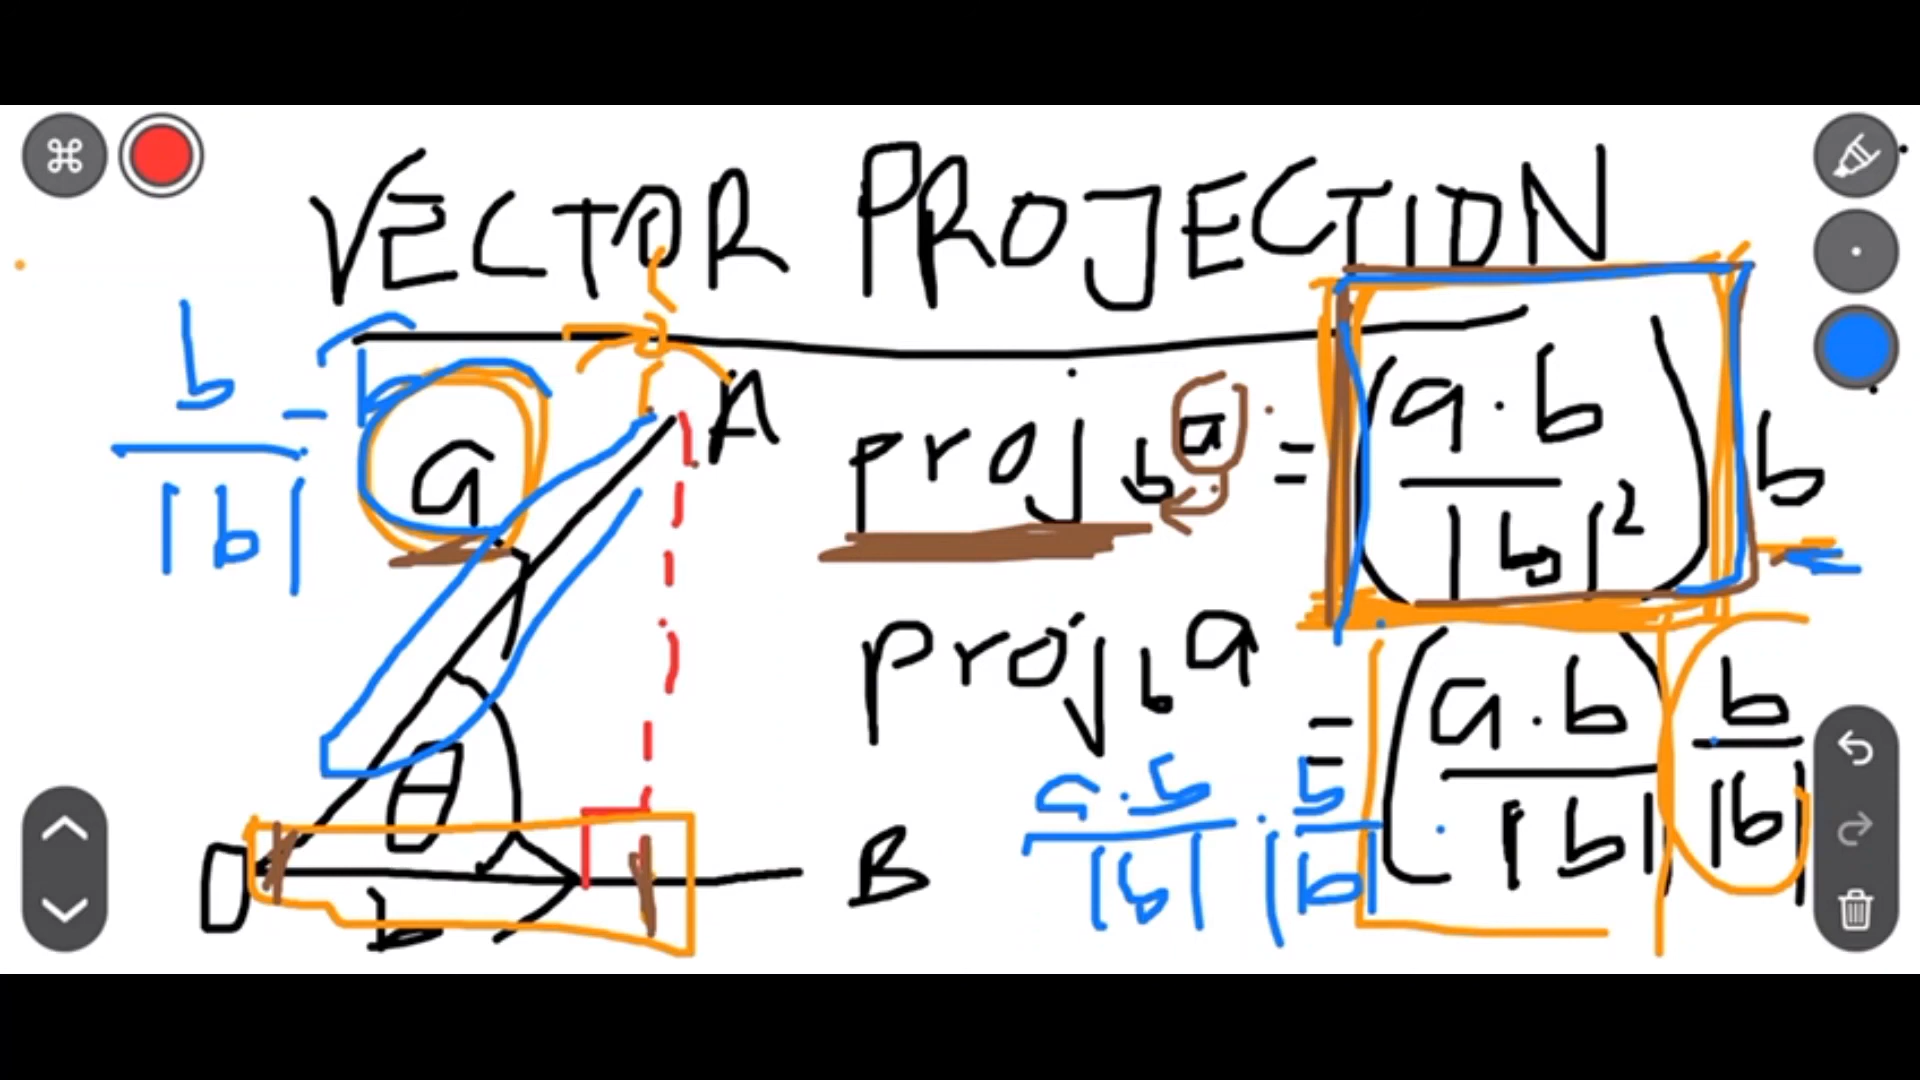 VECTOR PROJECTION
b/|b| = b̂
a
A
θ
O
b
B
proj_b a = (a · b / |b|²) b
proj_b a = (a · b / |b|) b/|b|
a · b/|b| · b/|b|